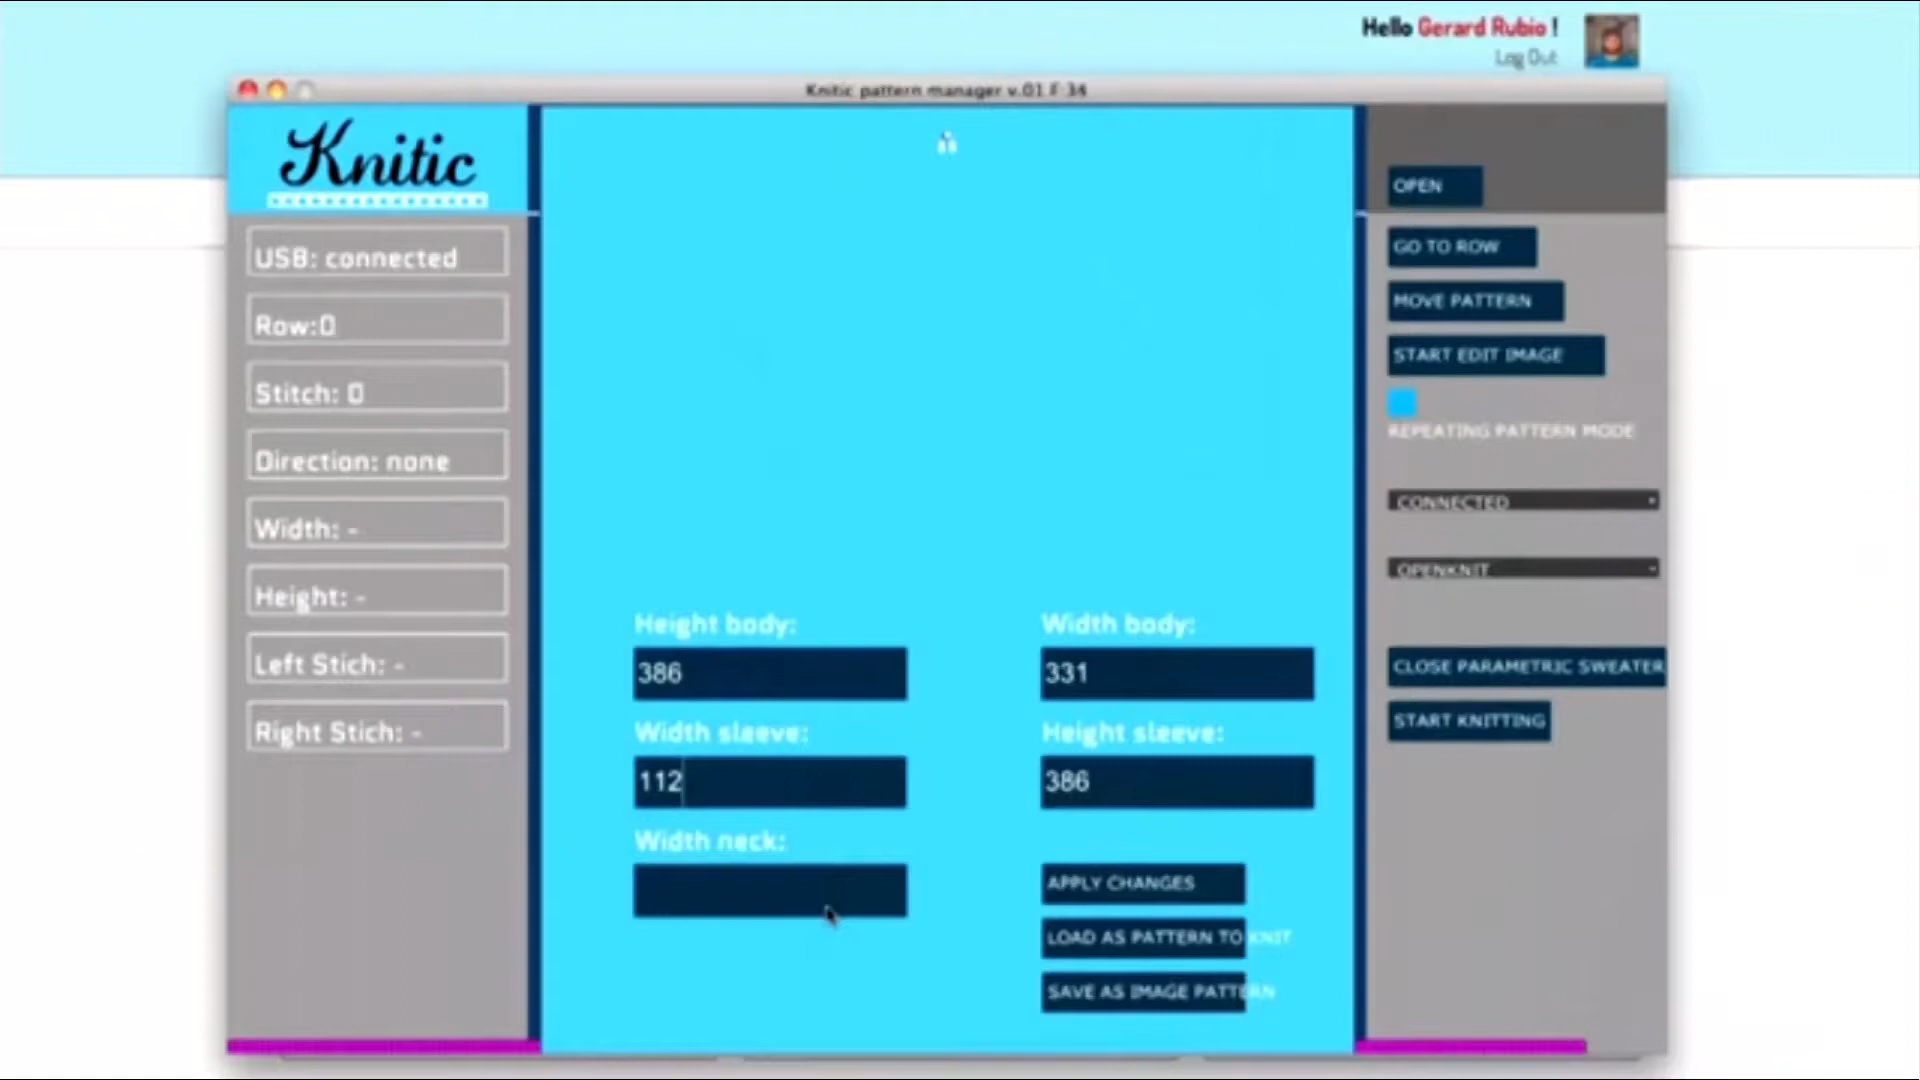 Hello Gerard Rubio !
Log Out
Knitic pattern manager v.01 F:34
Knitic
USB: connected
Row:0
Stitch: 0
Direction: none
Width: -
Height: -
Left Stich: -
Right Stich: -
Height body:
386
Width body:
331
Width sleeve:
112
Height sleeve:
386
Width neck:
APPLY CHANGES
LOAD AS PATTERN TO KNIT
SAVE AS IMAGE PATTERN
OPEN
GO TO ROW
MOVE PATTERN
START EDIT IMAGE
REPEATING PATTERN MODE
CONNECTED
OPENKNIT
CLOSE PARAMETRIC SWEATER
START KNITTING